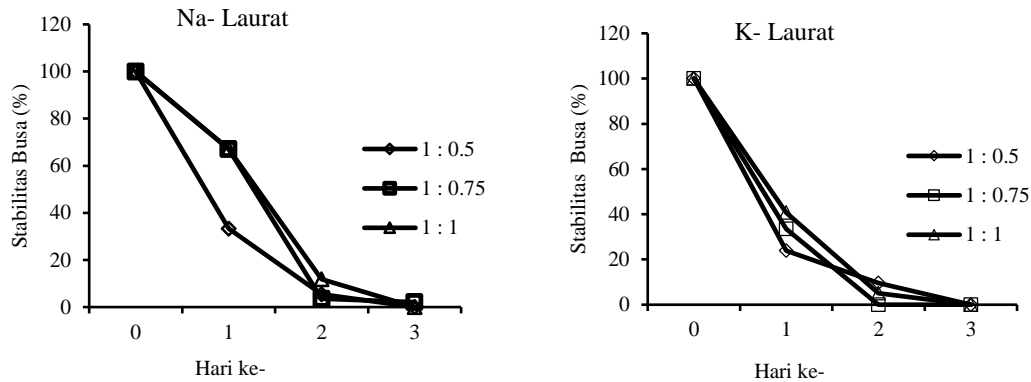 Na- Laurat
Stabilitas Busa (%)
120
100
80
60
40
20
0
0 1 2 3
Hari ke-
1 : 0.5
1 : 0.75
1 : 1
K- Laurat
Stabilitas Busa (%)
120
100
80
60
40
20
0
0 1 2 3
Hari ke-
1 : 0.5
1 : 0.75
1 : 1